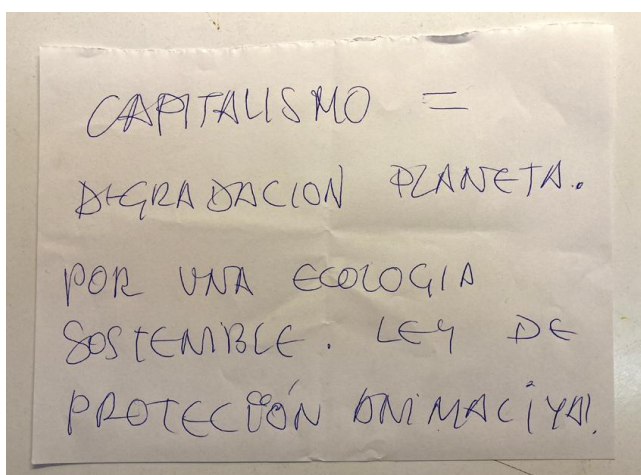 CAPITALISMO =
DEGRADACION PLANETA.
POR UNA ECOLOGIA
SOSTENIBLE. LEY DE
PROTECCIÓN ANIMAL ¡YA!